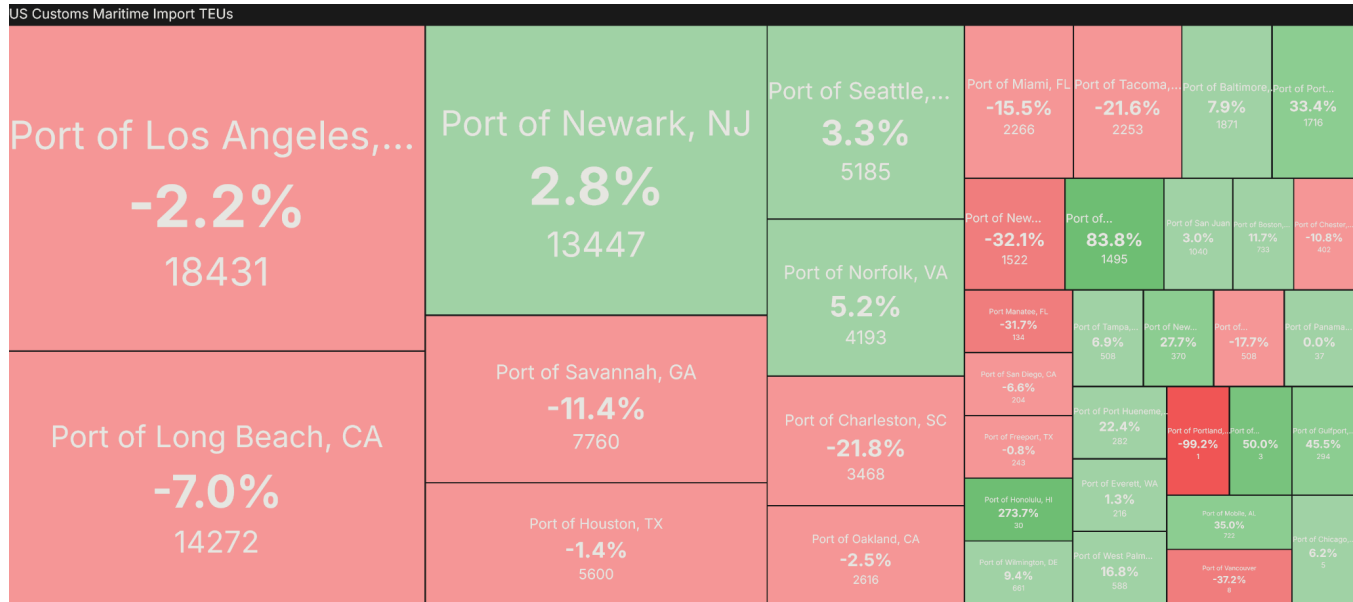 US Customs Maritime Import TEUs
Port of Los Angeles,...
-2.2%
18431
Port of Long Beach, CA
-7.0%
14272
Port of Newark, NJ
2.8%
13447
Port of Savannah, GA
-11.4%
7760
Port of Houston, TX
-1.4%
5600
Port of Seattle,...
3.3%
5185
Port of Norfolk, VA
5.2%
4193
Port of Charleston, SC
-21.8%
3468
Port of Oakland, CA
-2.5%
2616
Port of Miami, FL
-15.5%
2266
Port of Tacoma,...
-21.6%
2253
Port of Baltimore,...
7.9%
1871
Port of Port...
33.4%
1716
Port of New...
-32.1%
1522
Port of...
83.8%
1495
Port of San Juan
3.0%
1040
Port of Boston,...
11.7%
733
Port of Chester,...
-10.8%
402
Port Manatee, FL
-31.7%
134
Port of San Diego, CA
-6.6%
204
Port of Freeport, TX
-0.8%
243
Port of Honolulu, HI
273.7%
30
Port of Wilmington, DE
9.4%
661
Port of Tampa,...
6.9%
508
Port of New...
27.7%
370
Port of...
-17.7%
508
Port of Panama...
0.0%
37
Port of Port Hueneme,...
22.4%
282
Port of Everett, WA
1.3%
216
Port of West Palm...
16.8%
588
Port of Portland,...
-99.2%
1
Port of...
50.0%
3
Port of Gulfport,...
45.5%
294
Port of Mobile, AL
35.0%
722
Port of Vancouver
-37.2%
8
Port of Chicago,...
6.2%
5